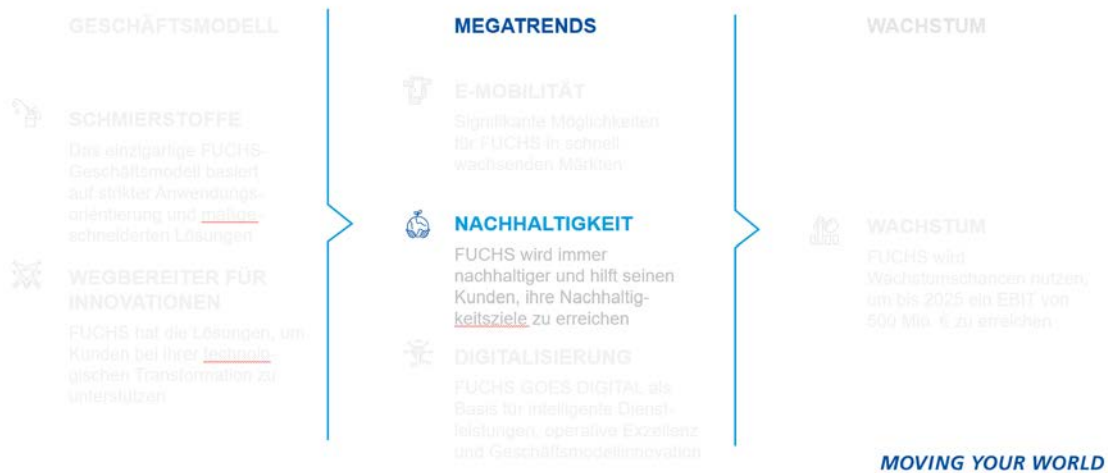 GESCHÄFTSMODELL
SCHMIERSTOFFE
Das einzigartige FUCHS-
Geschäftsmodell basiert
auf strikter Anwendungs-
orientierung und maßge-
schneiderten Lösungen
WEGBEREITER FÜR
INNOVATIONEN
FUCHS hat die Lösungen, um
Kunden bei ihrer technolo-
gischen Transformation zu
unterstützen
MEGATRENDS
E-MOBILITÄT
Signifikante Möglichkeiten
für FUCHS in schnell
wachsenden Märkten
NACHHALTIGKEIT
FUCHS wird immer
nachhaltiger und hilft seinen
Kunden, ihre Nachhaltig-
keitsziele zu erreichen
DIGITALISIERUNG
FUCHS GOES DIGITAL als
Basis für intelligente Dienst-
leistungen, operative Exzellenz
und Geschäftsmodellinnovation
WACHSTUM
WACHSTUM
FUCHS wird
Wachstumschancen nutzen,
um bis 2025 ein EBIT von
500 Mio. € zu erreichen
MOVING YOUR WORLD